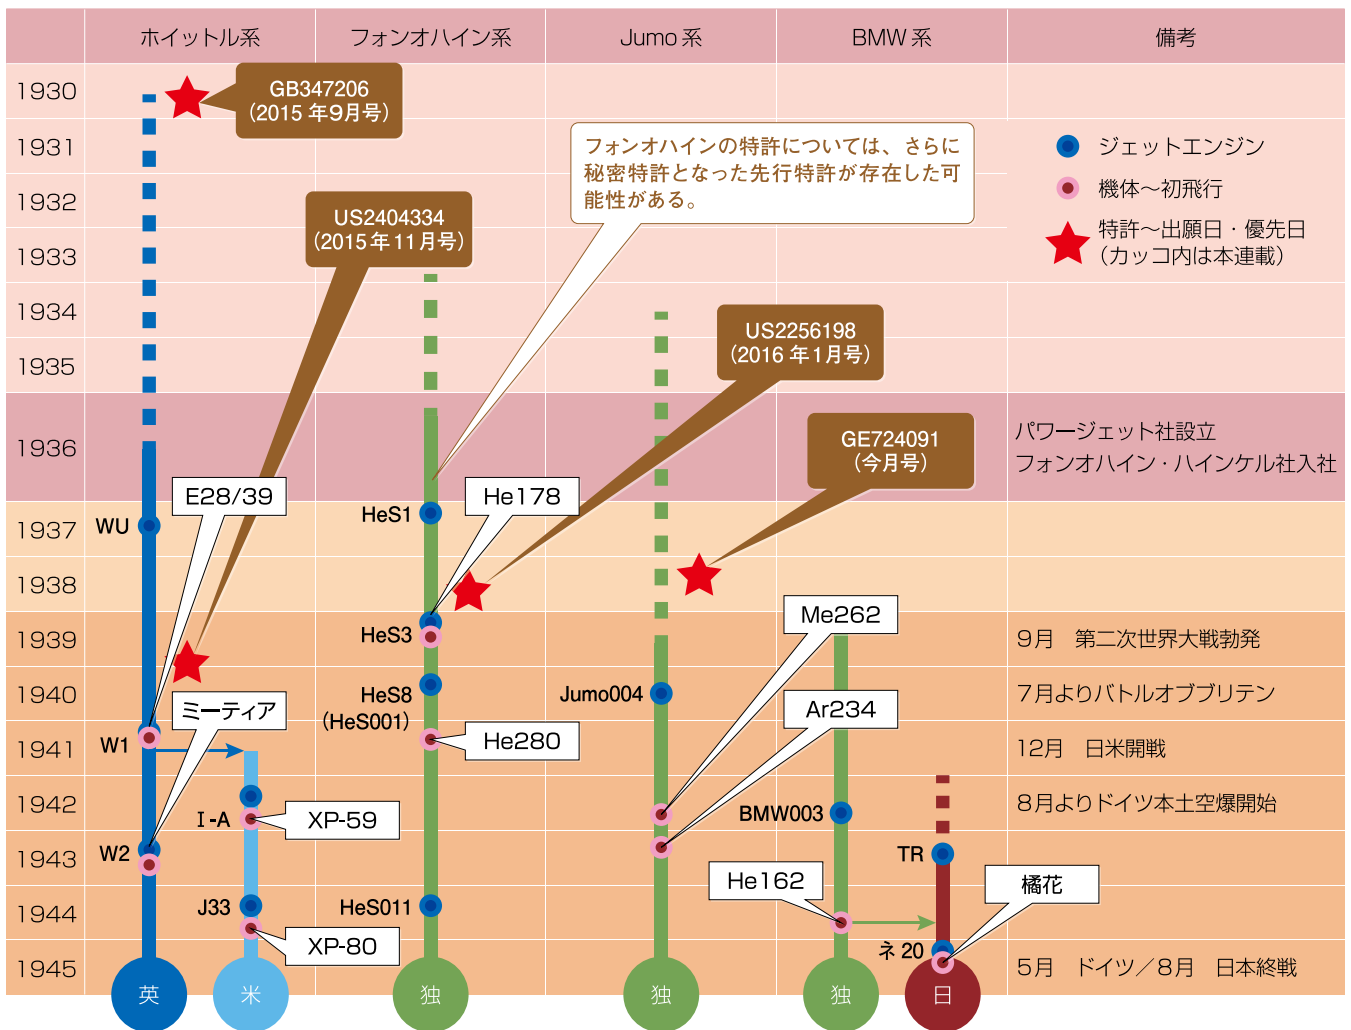 ホイットル系
フォンオハイン系
Jumo 系
BMW 系
備考
1930
GB347206
（2015 年9月号）
1931
フォンオハインの特許については、さらに
秘密特許となった先行特許が存在した可
能性がある。
ジェットエンジン
機体〜初飛行
特許〜出願日・優先日
（カッコ内は本連載）
1932
US2404334
（2015年11月号）
1933
1934
US2256198
（2016 年1月号）
1935
1936
GE724091
（今月号）
パワージェット社設立
フォンオハイン・ハインケル社入社
E28/39
He178
1937
WU
HeS1
1938
1939
HeS3
Me262
9月　第二次世界大戦勃発
1940
ミーティア
HeS8
（HeS001）
Jumo004
Ar234
7月よりバトルオブブリテン
1941
W1
He280
12月　日米開戦
1942
I-A
XP-59
BMW003
8月よりドイツ本土空爆開始
1943
W2
TR
He162
橘花
1944
J33
HeS011
XP-80
ネ20
1945
5月　ドイツ／8月　日本終戦
英
米
独
独
独
日